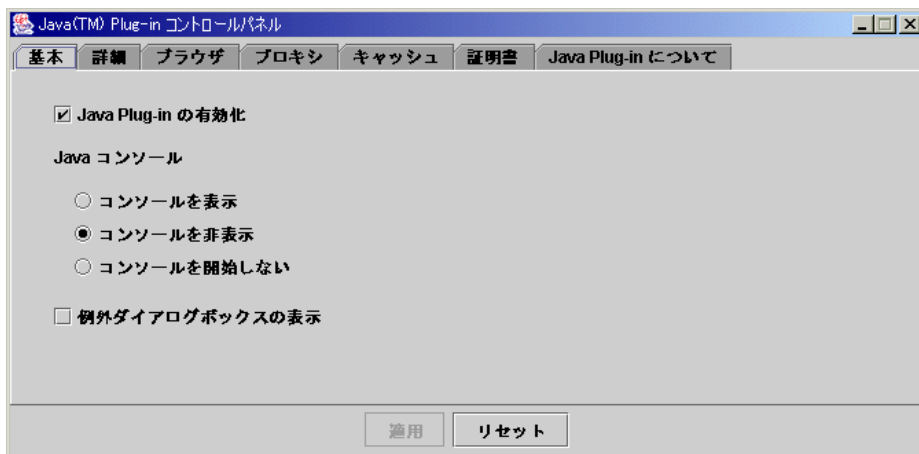 Java(TM) Plug-in コントロールパネル
基本 詳細 ブラウザ プロキシ キャッシュ 証明書 Java Plug-in について
Java Plug-in の有効化
Java コンソール
コンソールを表示
コンソールを非表示
コンソールを開始しない
例外ダイアログボックスの表示
適用 リセット